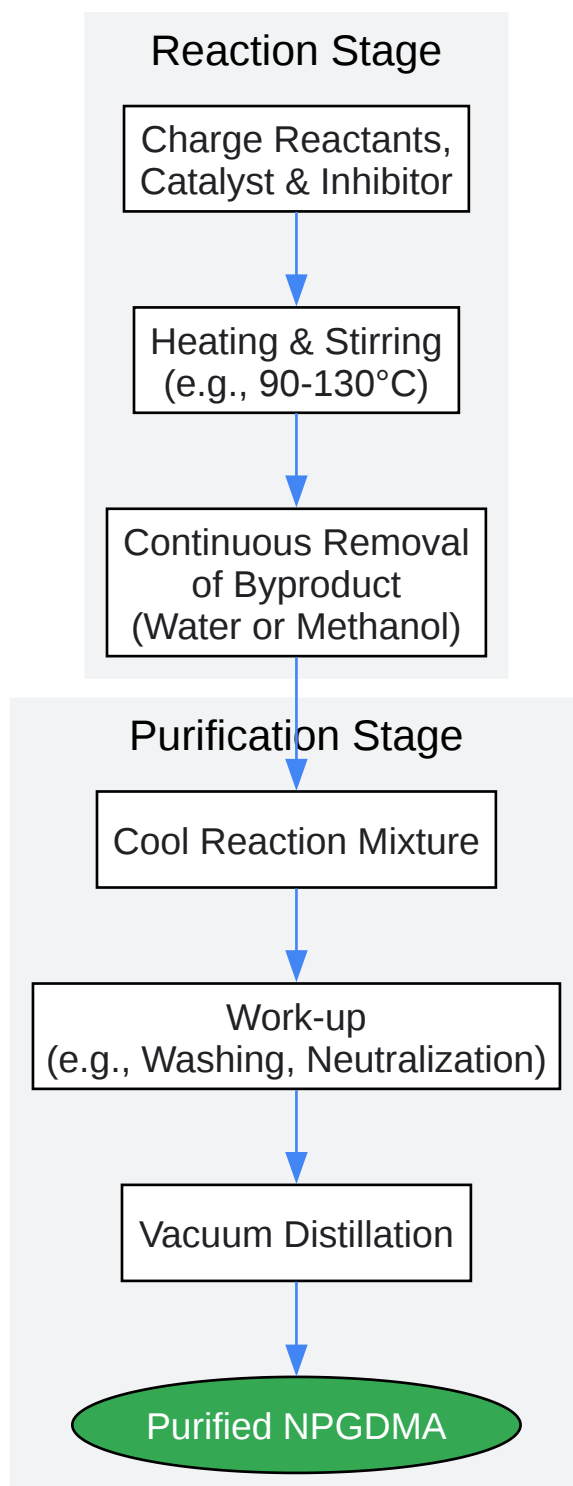 Reaction Stage
Charge Reactants,
Catalyst & Inhibitor
Heating & Stirring
(e.g., 90-130°C)
Continuous Removal
of Byproduct
(Water or Methanol)
Purification Stage
Cool Reaction Mixture
Work-up
(e.g., Washing, Neutralization)
Vacuum Distillation
Purified NPGDMA